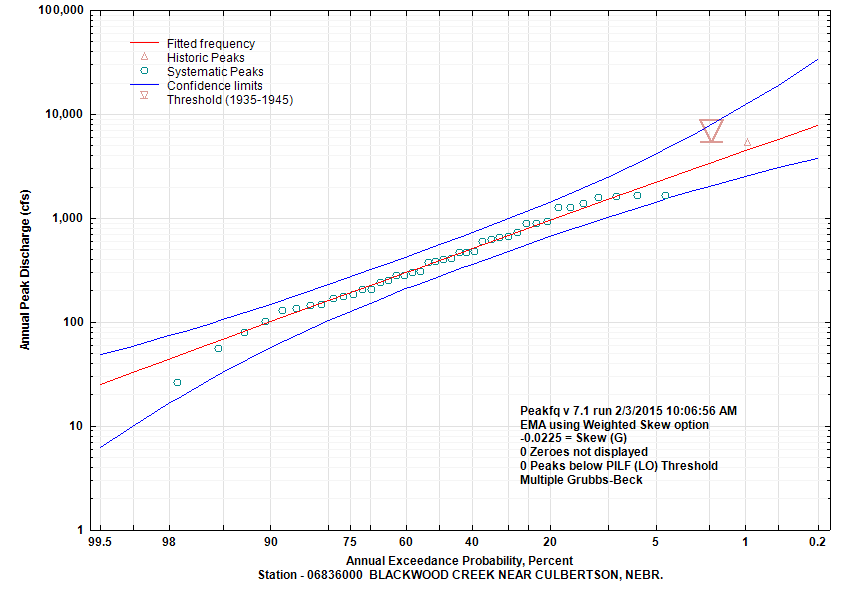 100,000
10,000
1,000
100
10
1
Annual Peak Discharge (cfs)
Fitted frequency
Historic Peaks
Systematic Peaks
Confidence limits
Threshold (1935-1945)
Peakfq v 7.1 run 2/3/2015 10:06:56 AM
EMA using Weighted Skew option
-0.0225 = Skew (G)
0 Zeroes not displayed
0 Peaks below PILF (LO) Threshold
Multiple Grubbs-Beck
99.5 98 90 75 60 40 20 5 1 0.2
Annual Exceedance Probability, Percent
Station - 06836000 BLACKWOOD CREEK NEAR CULBERTSON, NEBR.